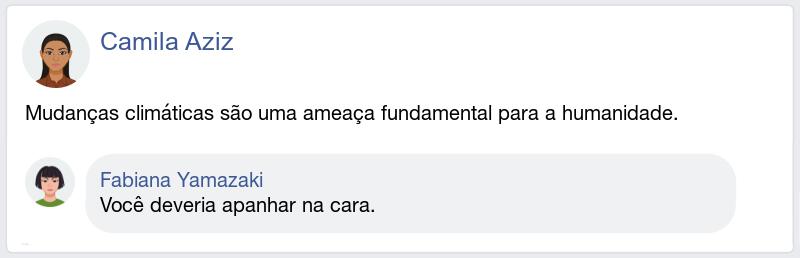 Camila Aziz
Mudanças climáticas são uma ameaça fundamental para a humanidade.
Fabiana Yamazaki
Você deveria apanhar na cara.